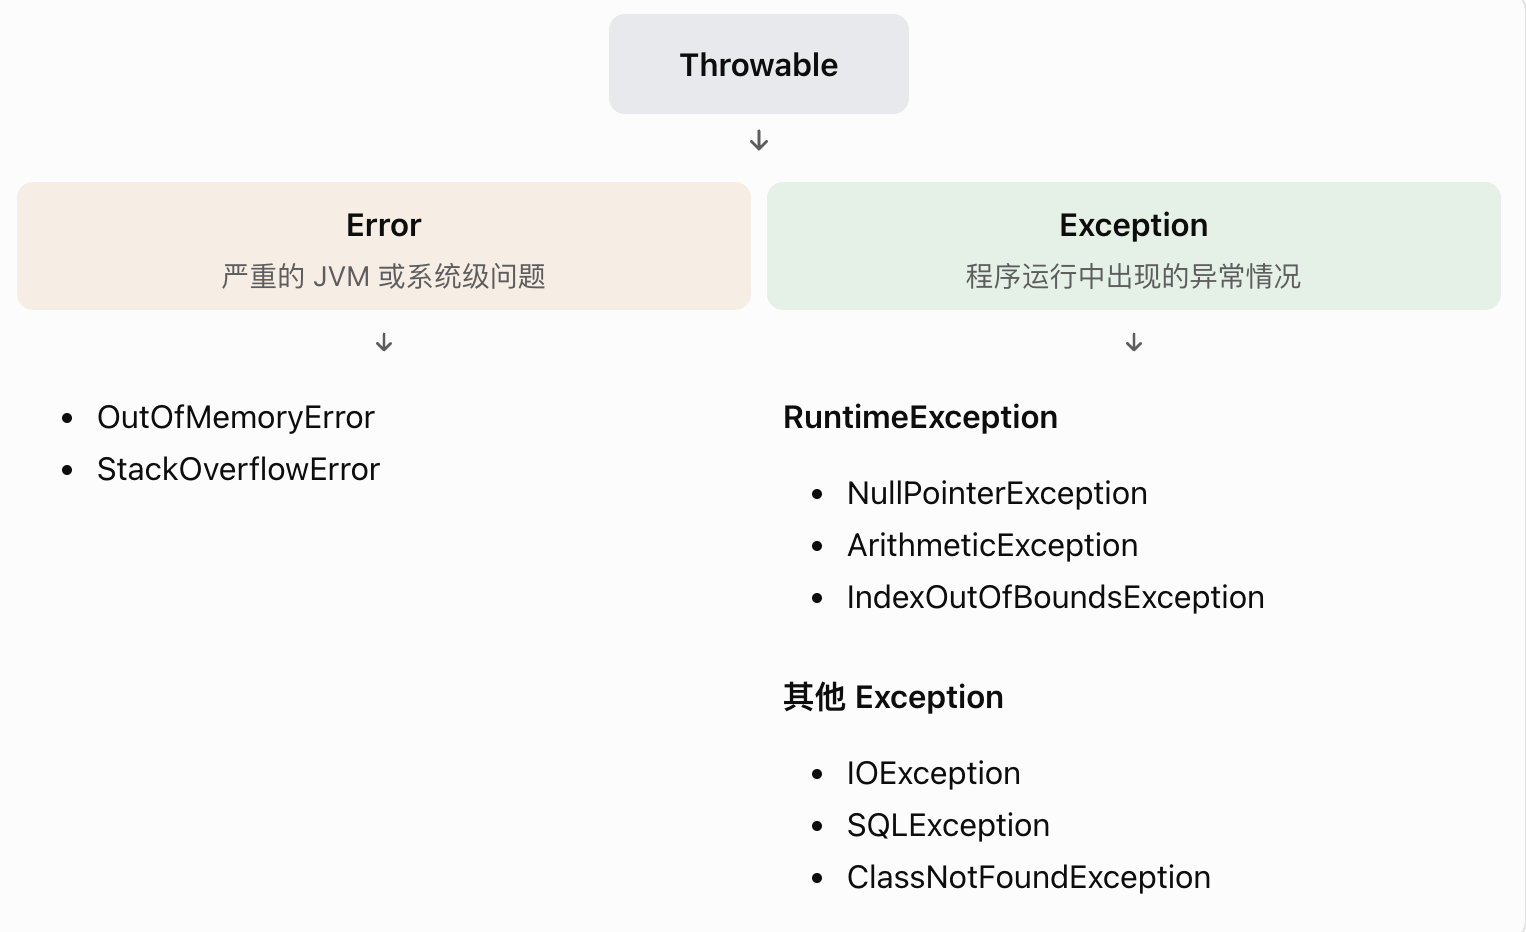 Throwable
Error
严重的 JVM 或系统级问题
Exception
程序运行中出现的异常情况
OutOfMemoryError
StackOverflowError
RuntimeException
NullPointerException
ArithmeticException
IndexOutOfBoundsException
其他 Exception
IOException
SQLException
ClassNotFoundException